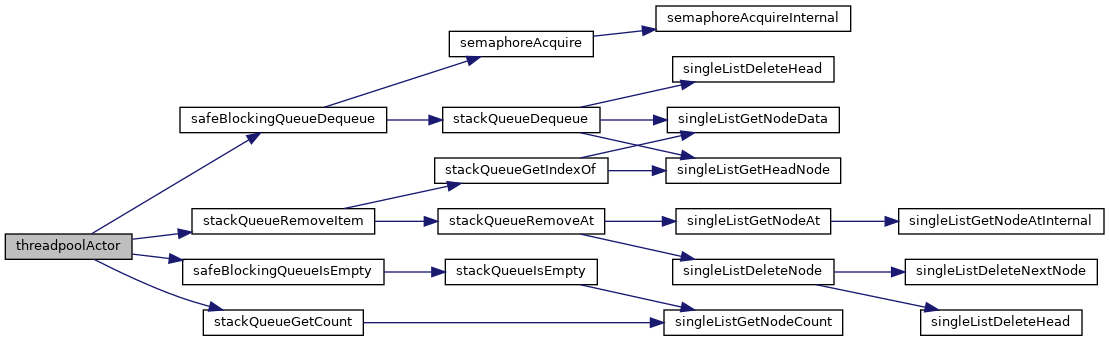 semaphoreAcquireInternal
semaphoreAcquire
singleListDeleteHead
safeBlockingQueueDequeue
stackQueueDequeue
singleListGetNodeData
stackQueueGetIndexOf
singleListGetHeadNode
stackQueueRemoveItem
stackQueueRemoveAt
singleListGetNodeAt
singleListGetNodeAtInternal
threadpoolActor
safeBlockingQueueIsEmpty
stackQueueIsEmpty
singleListDeleteNode
singleListDeleteNextNode
stackQueueGetCount
singleListGetNodeCount
singleListDeleteHead